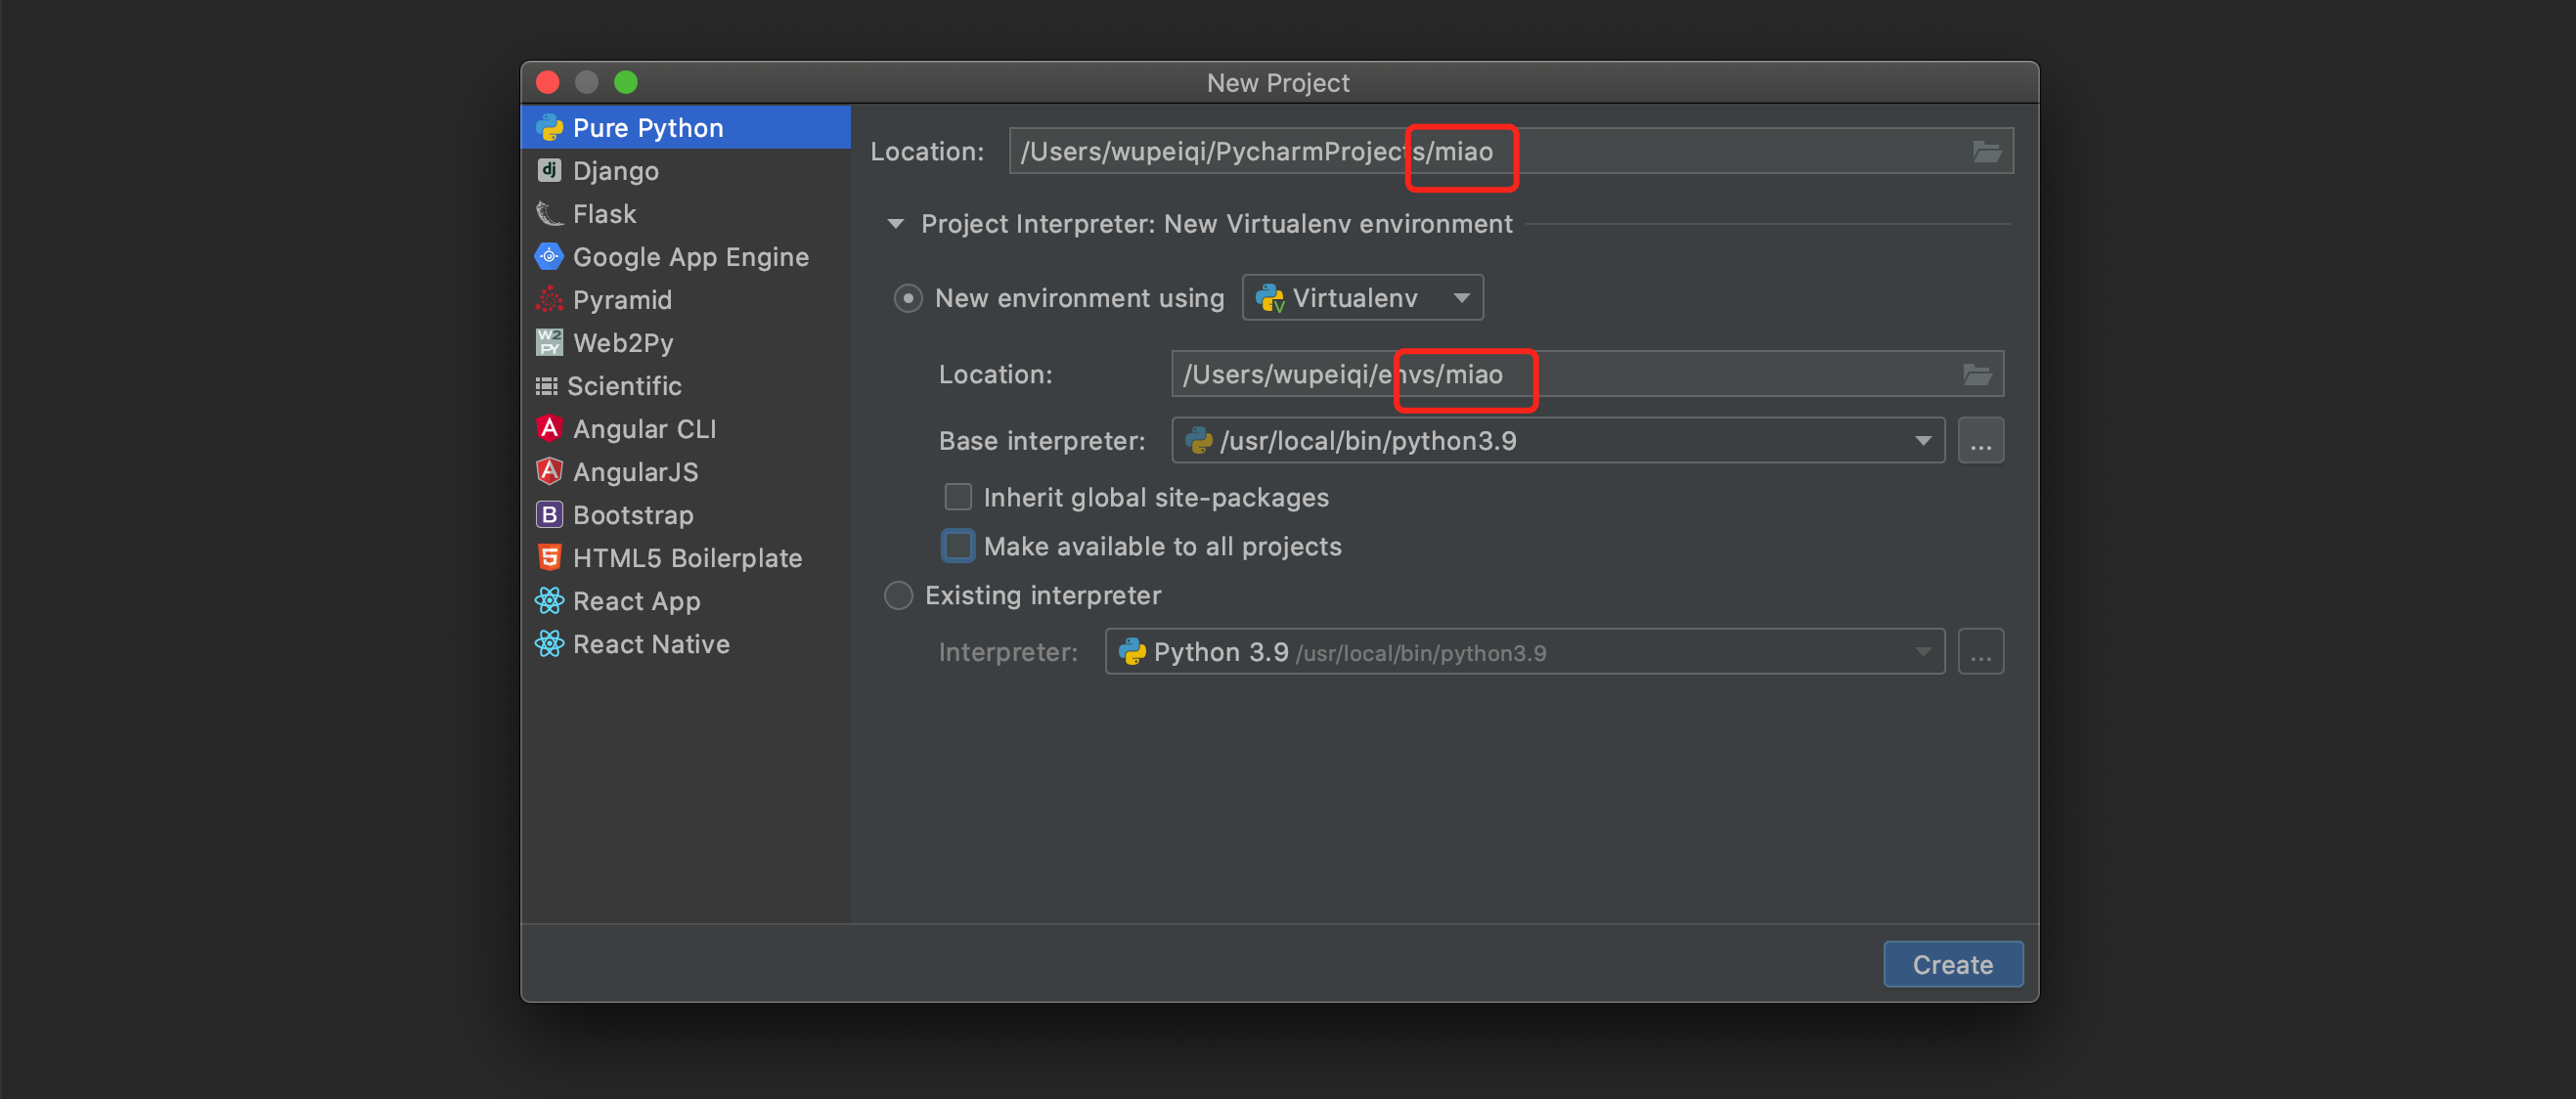 New Project
Pure Python
Django
Flask
Google App Engine
Pyramid
Web2Py
Scientific
Angular CLI
AngularJS
Bootstrap
HTML5 Boilerplate
React App
React Native
Location: /Users/wupeiqi/PycharmProjects/miao
Project Interpreter: New Virtualenv environment
New environment using Virtualenv
Location: /Users/wupeiqi/envs/miao
Base interpreter: /usr/local/bin/python3.9 ...
Inherit global site-packages
Make available to all projects
Existing interpreter
Interpreter: Python 3.9 /usr/local/bin/python3.9 ...
Create